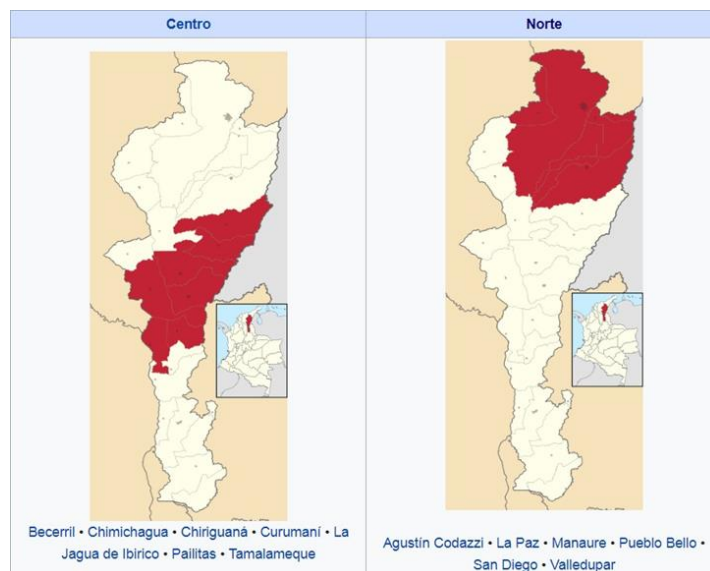 Centro
Norte
Becerril • Chimichagua • Chiriguaná • Curumaní • La
Jagua de Ibirico • Pailitas • Tamalameque
Agustín Codazzi • La Paz • Manaure • Pueblo Bello •
San Diego • Valledupar